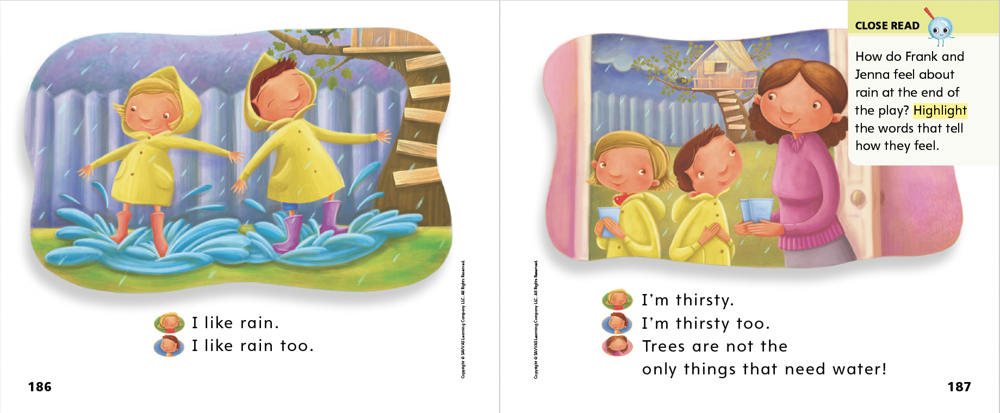 I like rain.
I like rain too.
Copyright © SAVVAS Learning Company LLC. All Rights Reserved.
186
CLOSE READ
How do Frank and
Jenna feel about
rain at the end of
the play? Highlight
the words that tell
how they feel.
Copyright © SAVVAS Learning Company LLC. All Rights Reserved.
I’m thirsty.
I’m thirsty too.
Trees are not the
only things that need water!
187